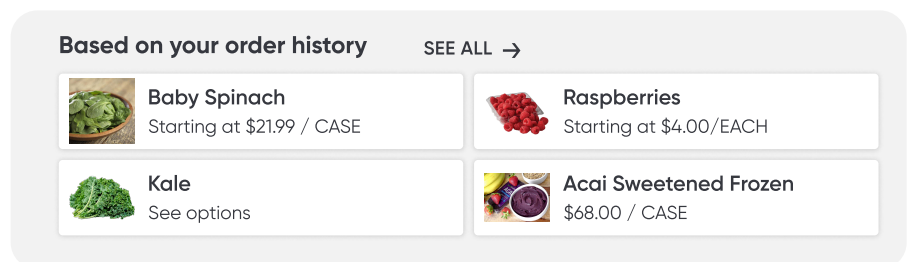 Based on your order history
SEE ALL →
Baby Spinach
Starting at $21.99 / CASE
Raspberries
Starting at $4.00/EACH
Kale
See options
Acai Sweetened Frozen
$68.00 / CASE